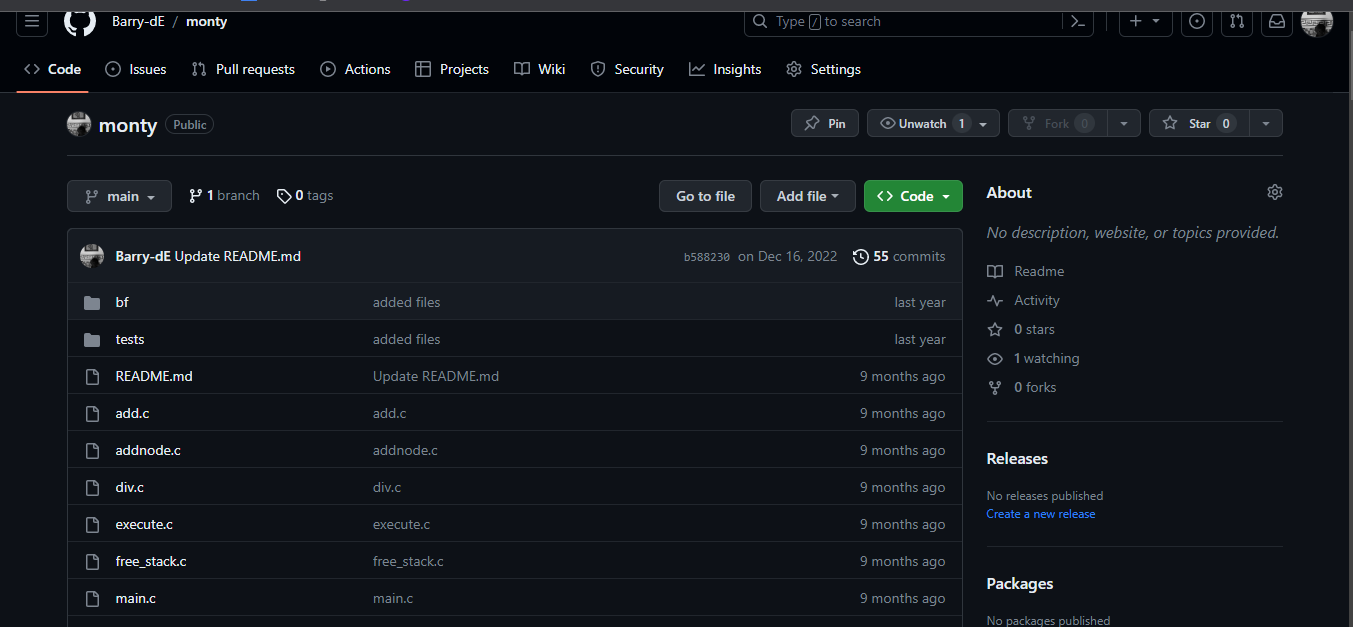 Barry-dE / monty
Type / to search
Code Issues Pull requests Actions Projects Wiki Security Insights Settings
monty Public
Pin Unwatch 1 Fork 0 Star 0
main 1 branch 0 tags Go to file Add file Code
Barry-dE Update README.md b588230 on Dec 16, 2022 55 commits
bf added files last year
tests added files last year
README.md Update README.md 9 months ago
add.c add.c 9 months ago
addnode.c addnode.c 9 months ago
div.c div.c 9 months ago
execute.c execute.c 9 months ago
free_stack.c free_stack.c 9 months ago
main.c main.c 9 months ago
About
No description, website, or topics provided.
Readme
Activity
0 stars
1 watching
0 forks
Releases
No releases published
Create a new release
Packages
No packages published